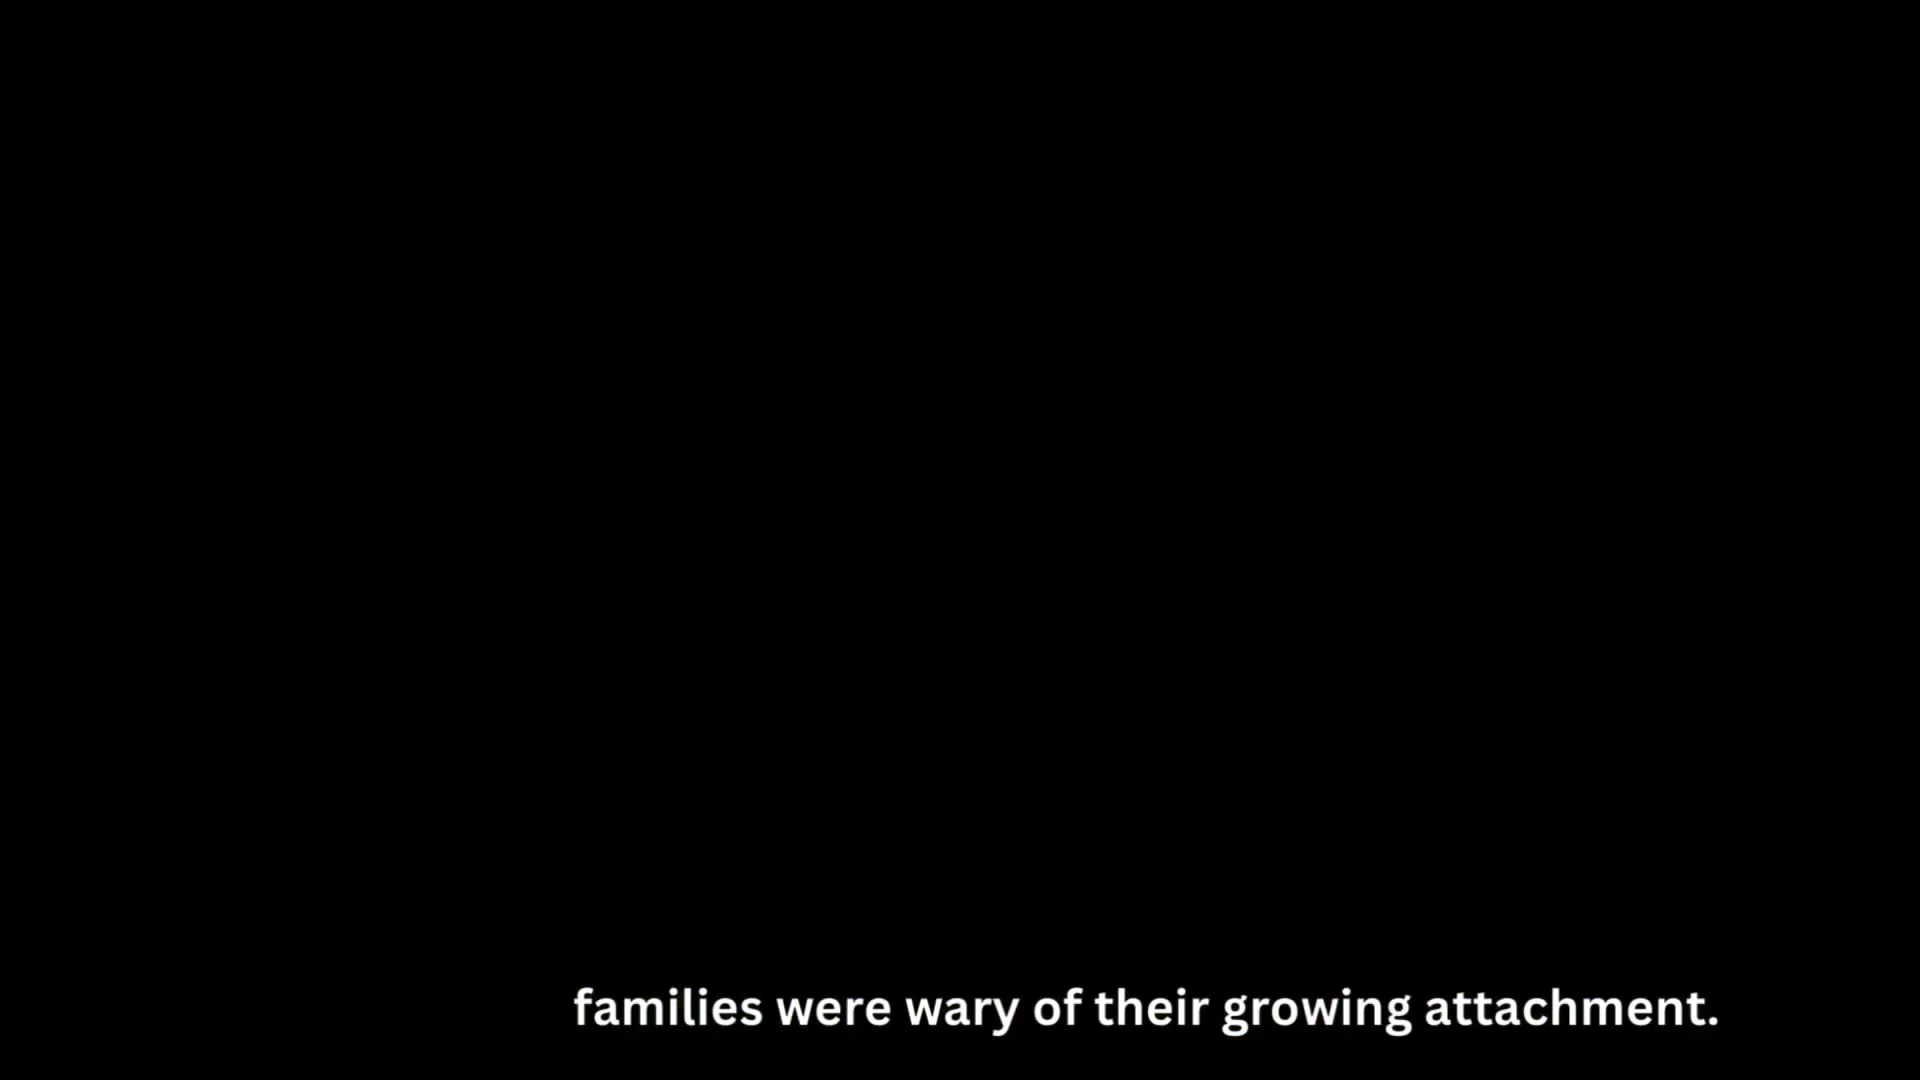 families were wary of their growing attachment.